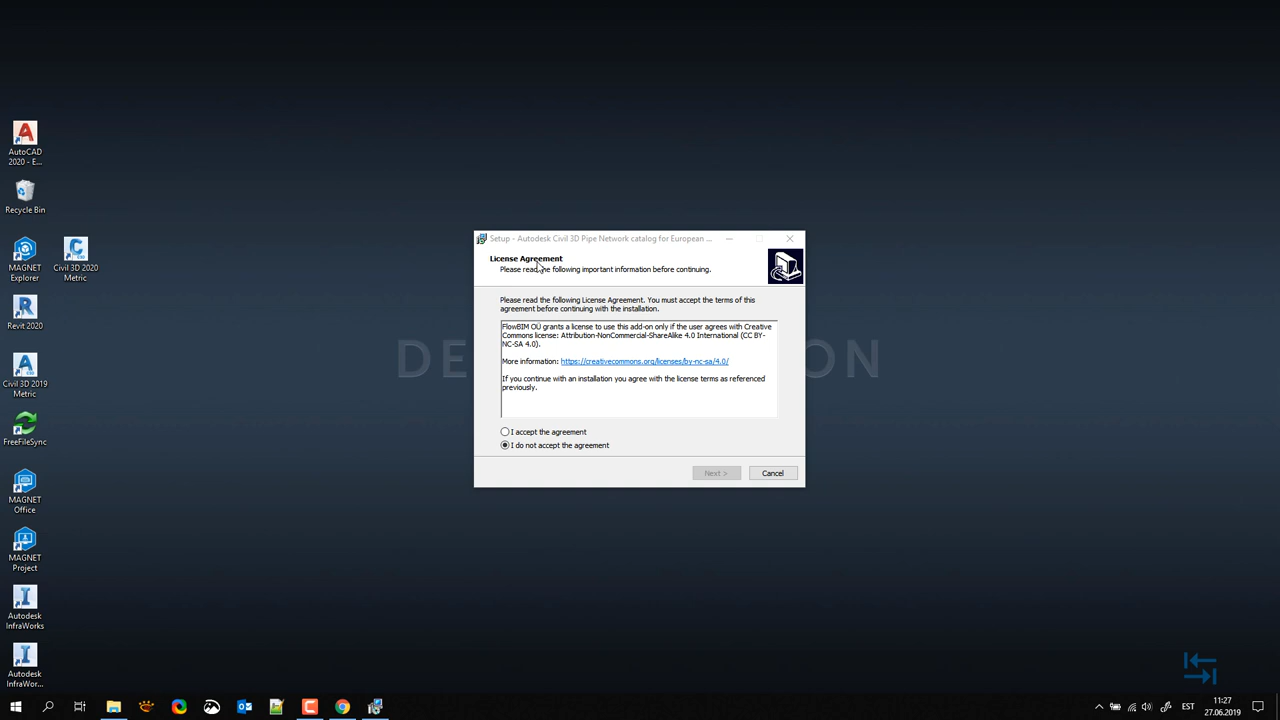 AutoCAD
2020 - E...
Recycle Bin
MAGNET
Explorer
Civil 3D 2020
Metric
Revit 2020
Civil 3D 2019
Metric
FreeFileSync
MAGNET
Office
MAGNET
Project
Autodesk
InfraWorks
Autodesk
InfraWor...
Setup - Autodesk Civil 3D Pipe Network catalog for European ...
License Agreement
Please read the following important information before continuing.
Please read the following License Agreement. You must accept the terms of this
agreement before continuing with the installation.
FlowBIM OÜ grants a license to use this add-on only if the user agrees with Creative
Commons license: Attribution-NonCommercial-ShareAlike 4.0 International (CC BY-
NC-SA 4.0).
More information: https://creativecommons.org/licenses/by-nc-sa/4.0/
If you continue with an installation you agree with the license terms as referenced
previously.
I accept the agreement
I do not accept the agreement
Next >
Cancel
DE
ON
EST
11:27
27.06.2019